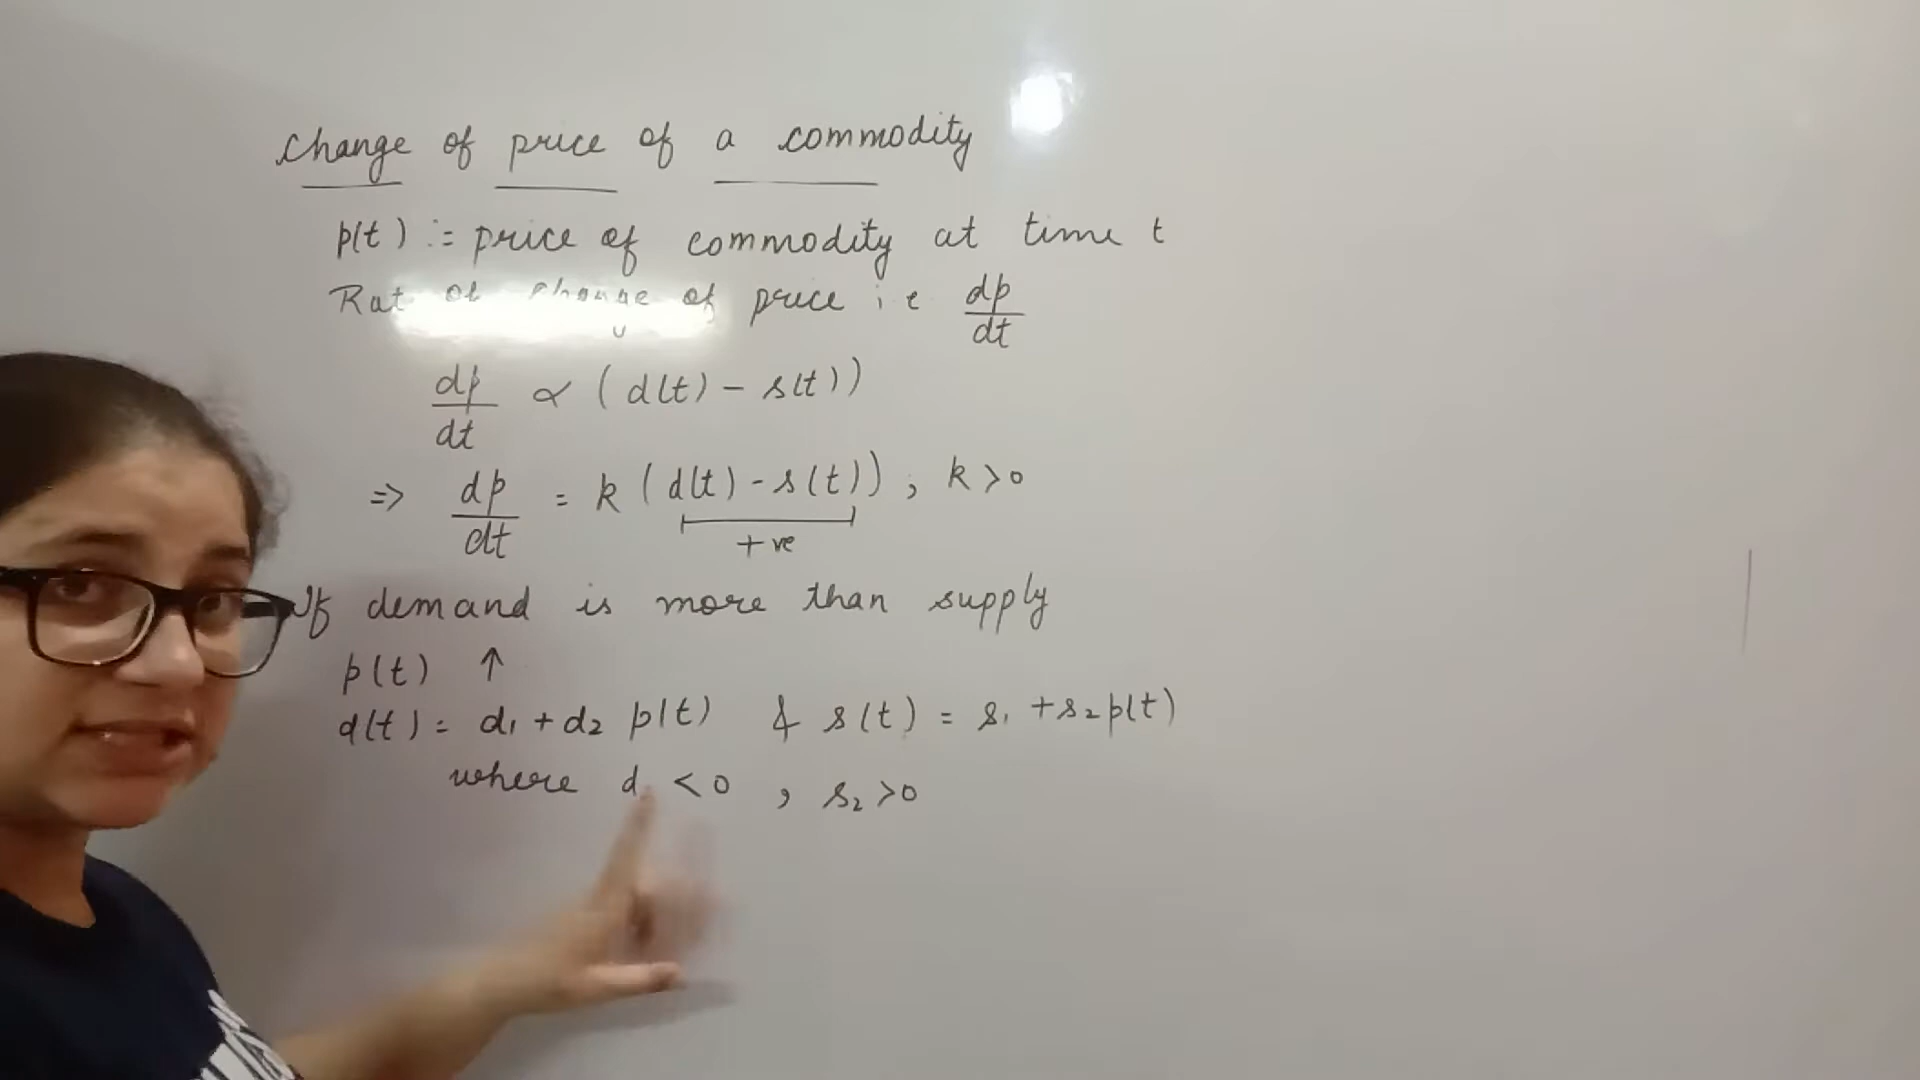 Change of price of a commodity
p(t) := price of commodity at time t
Rat of change of price i e dp/dt
dp/dt ∝ (d(t) - s(t))
=> dp/dt = k (d(t) - s(t)) ; k > 0
+ve
If demand is more than supply
p(t) ↑
d(t) = d₁ + d₂ p(t) & s(t) = s₁ + s₂ p(t)
where d < 0 , s₂ > 0